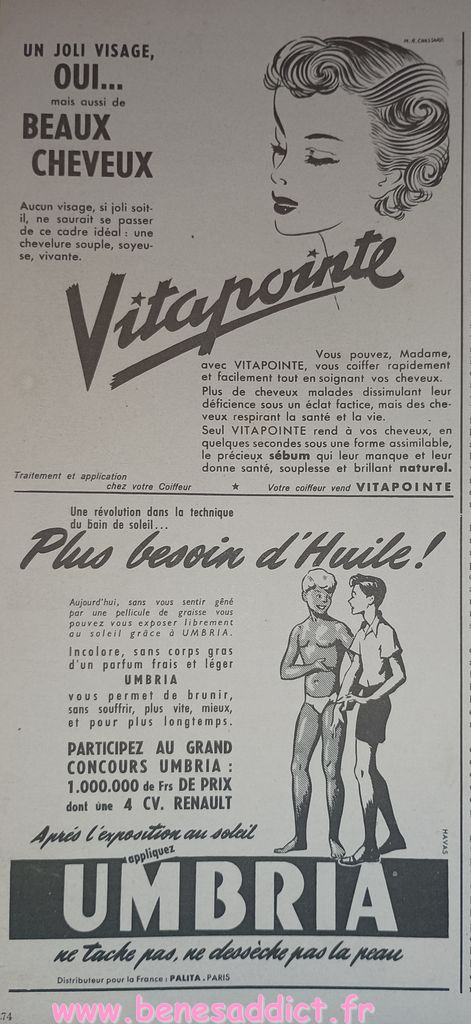 M. R. CHASSARD
UN JOLI VISAGE,
OUI...
mais aussi de
BEAUX
CHEVEUX
Aucun visage, si joli soit-
il, ne saurait se passer
de ce cadre idéal : une
chevelure souple, soyeu-
se, vivante.
Vitapointe
Vous pouvez, Madame,
avec VITAPOINTE, vous coiffer rapidement
et facilement tout en soignant vos cheveux.
Plus de cheveux malades dissimulant leur
déficience sous un éclat factice, mais des che-
veux respirant la santé et la vie.
Seul VITAPOINTE rend à vos cheveux, en
quelques secondes sous une forme assimilable,
le précieux sébum qui leur manque et leur
donne santé, souplesse et brillant naturel.
Traitement et application
chez votre Coiffeur ★ Votre coiffeur vend VITAPOINTE
Une révolution dans la technique
du bain de soleil...
Plus besoin d'Huile !
Aujourd'hui, sans vous sentir gêné
par une pellicule de graisse vous
pouvez vous exposer librement
au soleil grâce à UMBRIA.
Incolore, sans corps gras
d'un parfum frais et léger
UMBRIA
vous permet de brunir,
sans souffrir, plus vite, mieux,
et pour plus longtemps.
PARTICIPEZ AU GRAND
CONCOURS UMBRIA :
1.000.000 de Frs DE PRIX
dont une 4 CV. RENAULT
HAVAS
Après l'exposition au soleil
appliquez
UMBRIA
ne tache pas, ne dessèche pas la peau
Distributeur pour la France : PALITA - PARIS
74
www.benesaddict.fr